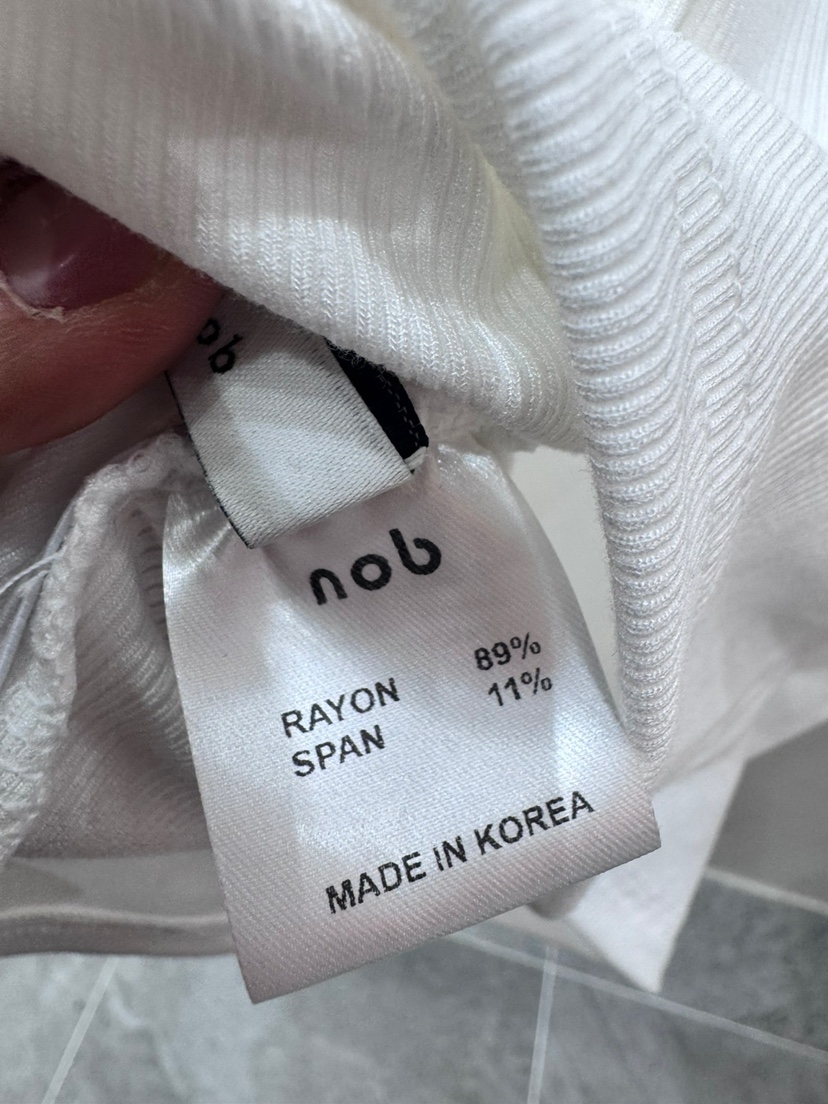 nob
RAYON 89%
SPAN 11%
MADE IN KOREA